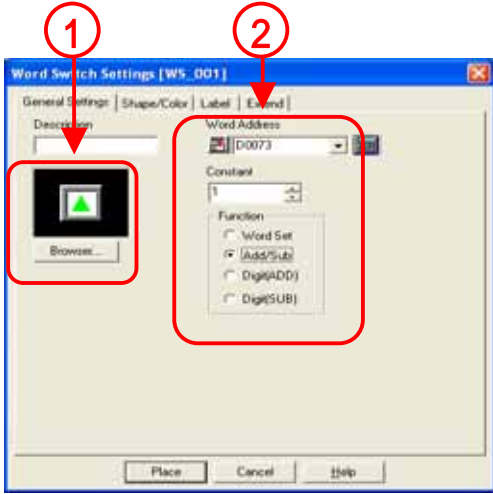 1 2
Word Switch Settings [WS_001]
General Settings Shape/Color Label Extend
Description Word Address
D0073
Constant
1
Function
Word Set
Browser...
Add/Sub
Digit(ADD)
Digit(SUB)
Place Cancel Help